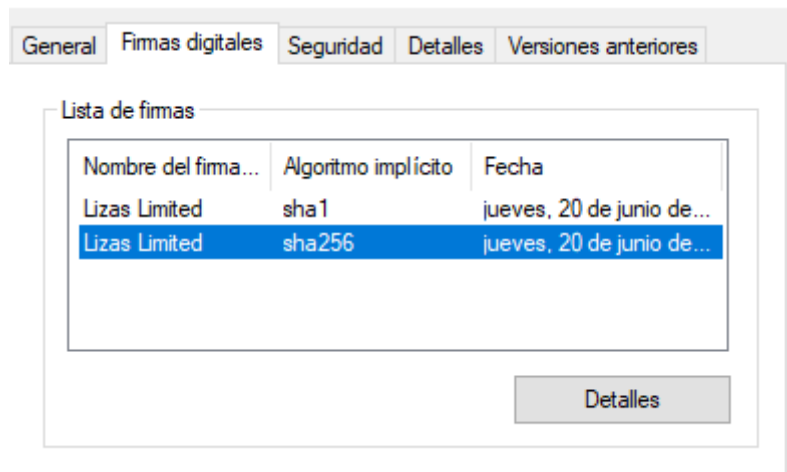 General Firmas digitales Seguridad Detalles Versiones anteriores
Lista de firmas
Nombre del firma... Algoritmo implícito Fecha
Lizas Limited sha1 jueves, 20 de junio de...
Lizas Limited sha256 jueves, 20 de junio de...
Detalles